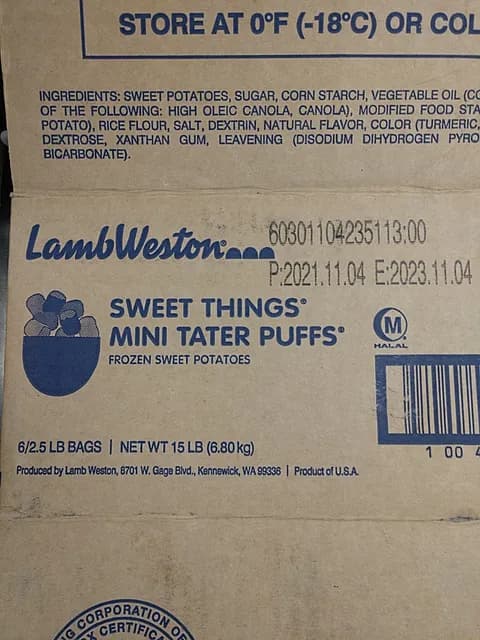 STORE AT 0°F (-18°C) OR COL
INGREDIENTS: SWEET POTATOES, SUGAR, CORN STARCH, VEGETABLE OIL (CO
OF THE FOLLOWING: HIGH OLEIC CANOLA, CANOLA), MODIFIED FOOD STA
POTATO), RICE FLOUR, SALT, DEXTRIN, NATURAL FLAVOR, COLOR (TURMERIC,
DEXTROSE, XANTHAN GUM, LEAVENING (DISODIUM DIHYDROGEN PYRO
BICARBONATE).
LambWeston
60301104235113:00
P:2021.11.04 E:2023.11.04
SWEET THINGS®
MINI TATER PUFFS®
FROZEN SWEET POTATOES
M
HALAL
6/2.5 LB BAGS | NET WT 15 LB (6.80 kg)
1 00 4
Produced by Lamb Weston, 8701 W. Gage Blvd., Kennewick, WA 99336 | Product of U.S.A.
G CORPORATION OF
X CERTIFICA